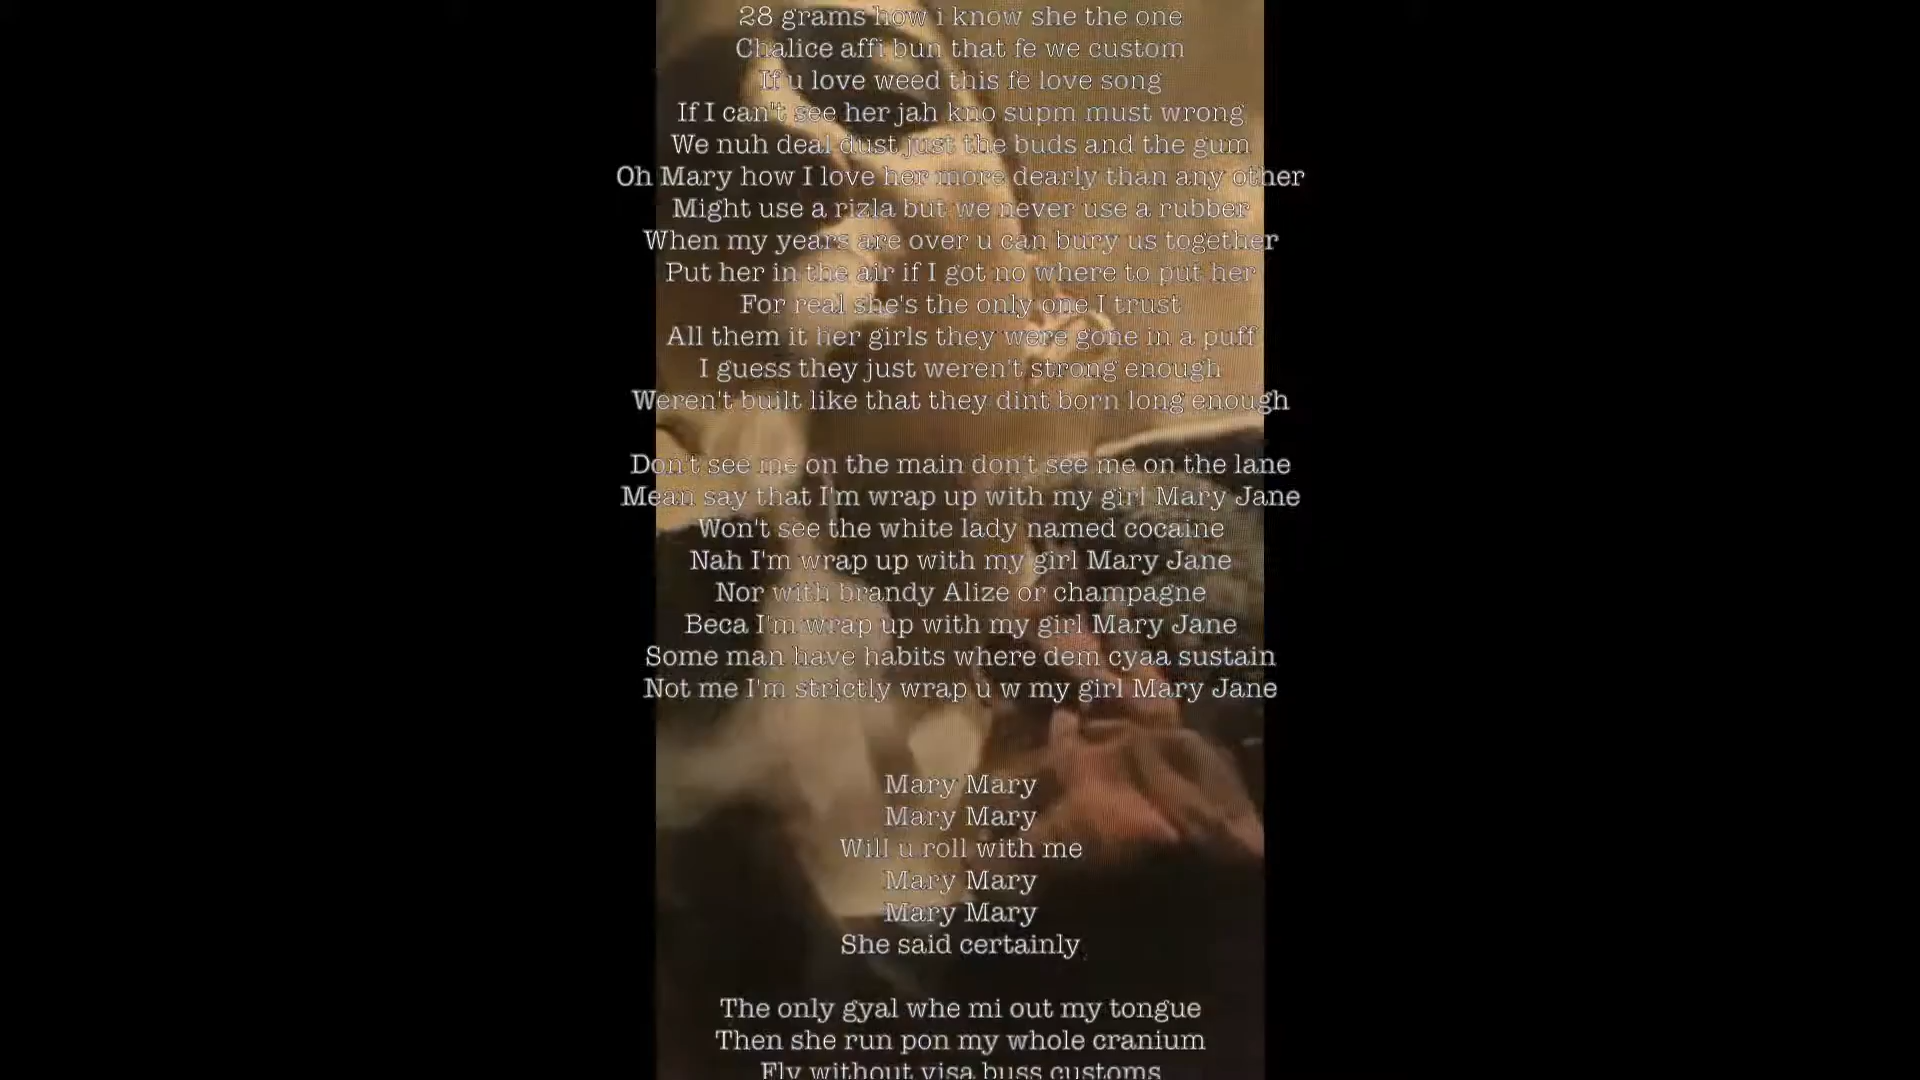 28 grams how i know she the one
Chalice affi bun that fe we custom
If u love weed this fe love song
If I can't see her jah kno supm must wrong
We nuh deal dust just the buds and the gum
Oh Mary how I love her more dearly than any other
Might use a rizla but we never use a rubber
When my years are over u can bury us together
Put her in the air if I got no where to put her
For real she's the only one I trust
All them it her girls they were gone in a puff
I guess they just weren't strong enough
Weren't built like that they dint born long enough
Don't see me on the main don't see me on the lane
Mean say that I'm wrap up with my girl Mary Jane
Won't see the white lady named cocaine
Nah I'm wrap up with my girl Mary Jane
Nor with brandy Alize or champagne
Beca I'm wrap up with my girl Mary Jane
Some man have habits where dem cyaa sustain
Not me I'm strictly wrap u w my girl Mary Jane
Mary Mary
Mary Mary
Will u roll with me
Mary Mary
Mary Mary
She said certainly
The only gyal whe mi out my tongue
Then she run pon my whole cranium
Fly without visa buss customs